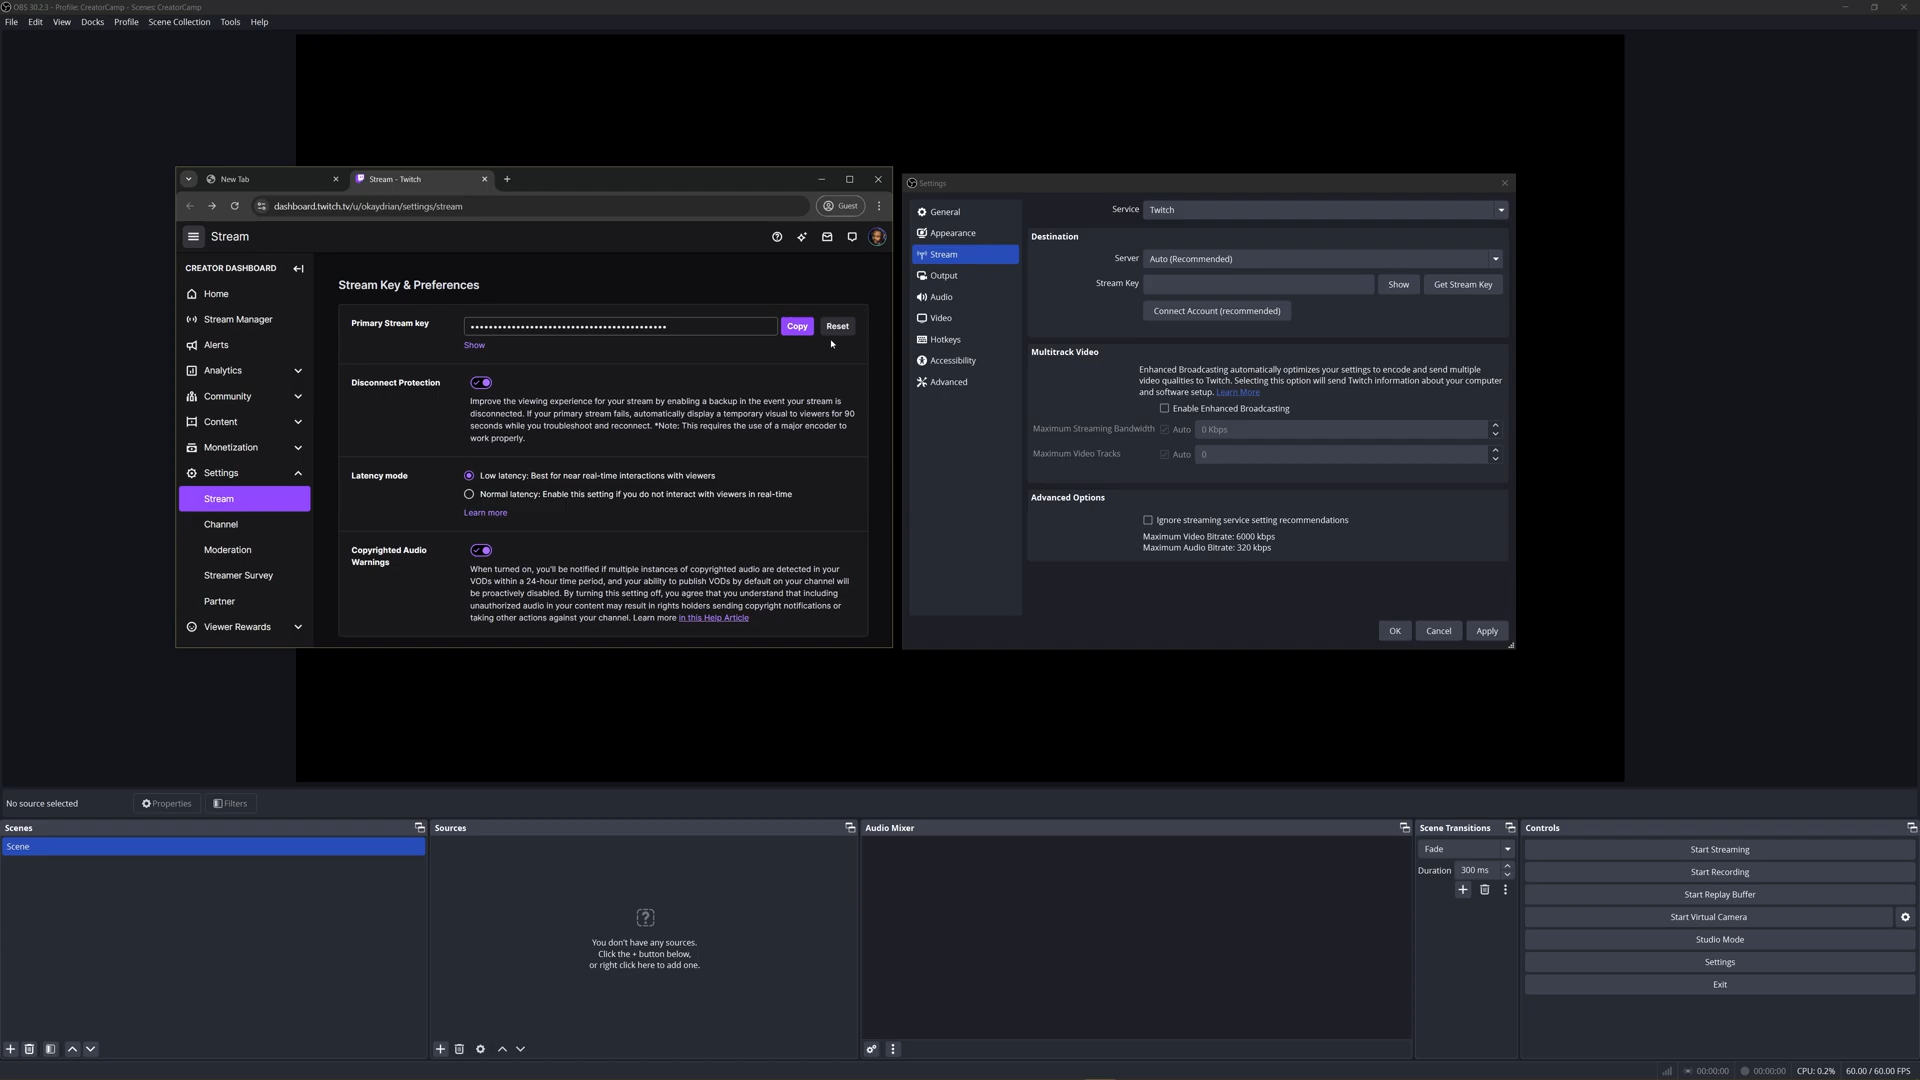 OBS 30.2.3 - Profile: CreatorCamp - Scenes: CreatorCamp
File Edit View Docks Profile Scene Collection Tools Help
New Tab
Stream - Twitch
dashboard.twitch.tv/u/okaydrian/settings/stream
Guest
Stream
CREATOR DASHBOARD
Home
Stream Manager
Alerts
Analytics
Community
Content
Monetization
Settings
Stream
Channel
Moderation
Streamer Survey
Partner
Viewer Rewards
Stream Key & Preferences
Primary Stream key
Copy
Reset
Show
Disconnect Protection
Improve the viewing experience for your stream by enabling a backup in the event your stream is
disconnected. If your primary stream fails, automatically display a temporary visual to viewers for 90
seconds while you troubleshoot and reconnect. *Note: This requires the use of a major encoder to
work properly.
Latency mode
Low latency: Best for near real-time interactions with viewers
Normal latency: Enable this setting if you do not interact with viewers in real-time
Learn more
Copyrighted Audio
Warnings
When turned on, you'll be notified if multiple instances of copyrighted audio are detected in your
VODs within a 24-hour time period, and your ability to publish VODs by default on your channel will
be proactively disabled. By turning this setting off, you agree that you understand that including
unauthorized audio in your content may result in rights holders sending copyright notifications or
taking other actions against your channel. Learn more in this Help Article
Settings
General
Appearance
Stream
Output
Audio
Video
Hotkeys
Accessibility
Advanced
Service Twitch
Destination
Server Auto (Recommended)
Stream Key
Show
Get Stream Key
Connect Account (recommended)
Multitrack Video
Enhanced Broadcasting automatically optimizes your settings to encode and send multiple
video qualities to Twitch. Selecting this option will send Twitch information about your computer
and software setup. Learn More
Enable Enhanced Broadcasting
Maximum Streaming Bandwidth Auto 0 Kbps
Maximum Video Tracks Auto 0
Advanced Options
Ignore streaming service setting recommendations
Maximum Video Bitrate: 6000 kbps
Maximum Audio Bitrate: 320 kbps
OK
Cancel
Apply
No source selected
Properties
Filters
Scenes
Scene
Sources
You don't have any sources.
Click the + button below,
or right click here to add one.
Audio Mixer
Scene Transitions
Fade
Duration 300 ms
Controls
Start Streaming
Start Recording
Start Replay Buffer
Start Virtual Camera
Studio Mode
Settings
Exit
00:00:00
00:00:00
CPU: 0.2%
60.00 / 60.00 FPS